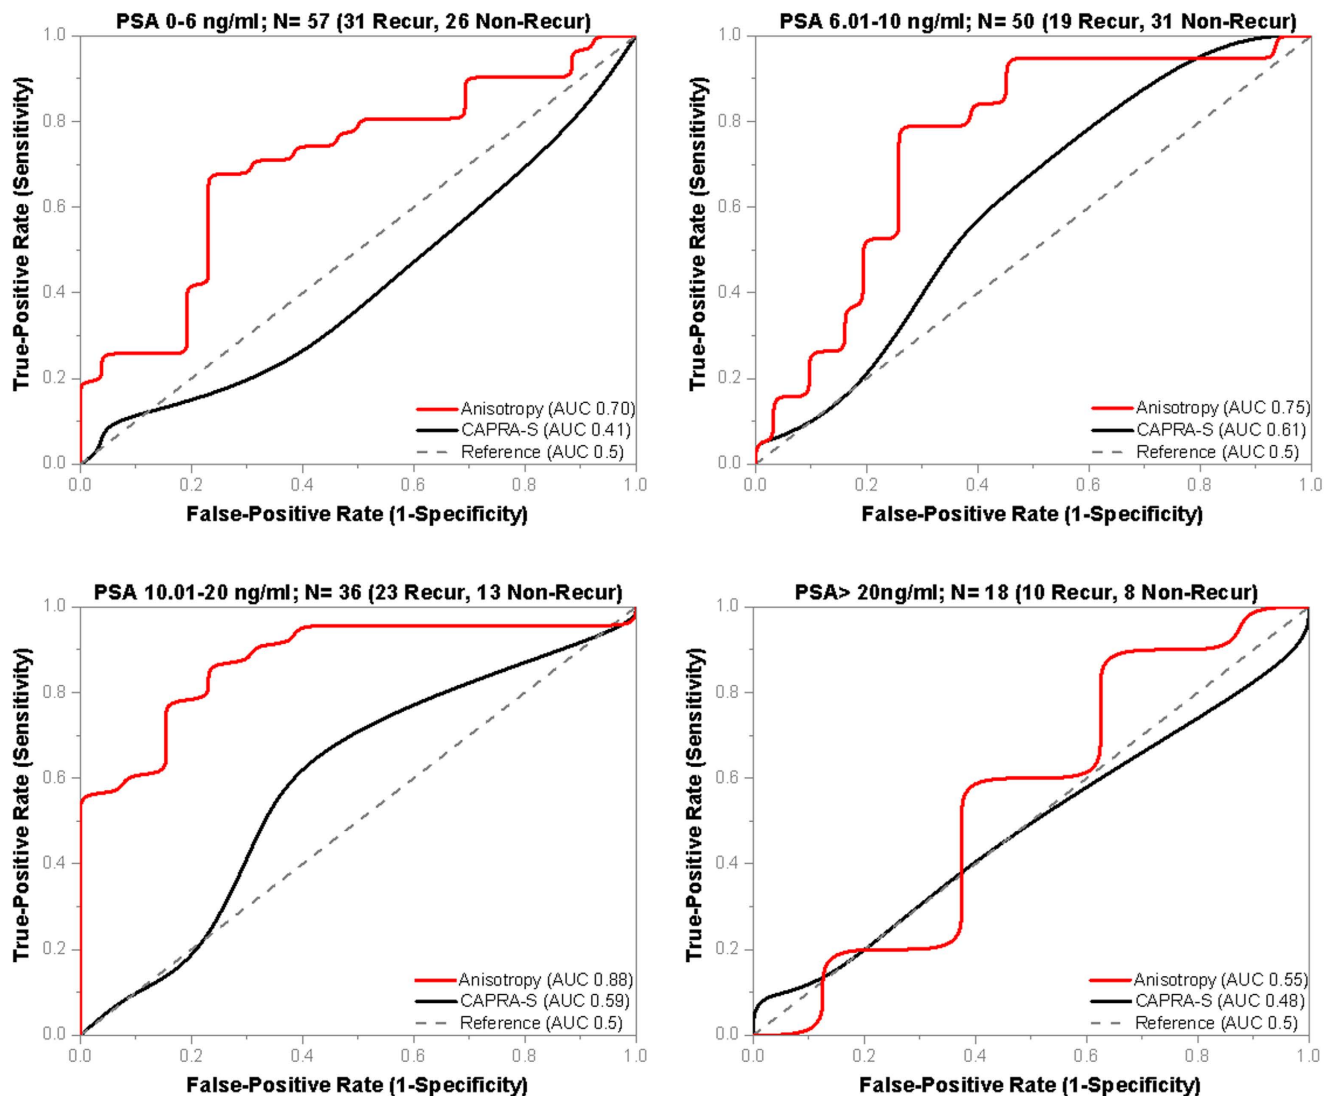 PSA 0-6 ng/ml; N= 57 (31 Recur, 26 Non-Recur)
True-Positive Rate (Sensitivity)
1.0
0.8
0.6
0.4
0.2
0.0
Anisotropy (AUC 0.70)
CAPRA-S (AUC 0.41)
Reference (AUC 0.5)
0.0 0.2 0.4 0.6 0.8 1.0
False-Positive Rate (1-Specificity)
PSA 6.01-10 ng/ml; N= 50 (19 Recur, 31 Non-Recur)
True-Positive Rate (Sensitivity)
1.0
0.8
0.6
0.4
0.2
0.0
Anisotropy (AUC 0.75)
CAPRA-S (AUC 0.61)
Reference (AUC 0.5)
0.0 0.2 0.4 0.6 0.8 1.0
False-Positive Rate (1-Specificity)
PSA 10.01-20 ng/ml; N= 36 (23 Recur, 13 Non-Recur)
True-Positive Rate (Sensitivity)
1.0
0.8
0.6
0.4
0.2
0.0
Anisotropy (AUC 0.88)
CAPRA-S (AUC 0.59)
Reference (AUC 0.5)
0.0 0.2 0.4 0.6 0.8 1.0
False-Positive Rate (1-Specificity)
PSA> 20ng/ml; N= 18 (10 Recur, 8 Non-Recur)
True-Positive Rate (Sensitivity)
1.0
0.8
0.6
0.4
0.2
0.0
Anisotropy (AUC 0.55)
CAPRA-S (AUC 0.48)
Reference (AUC 0.5)
0.0 0.2 0.4 0.6 0.8 1.0
False-Positive Rate (1-Specificity)